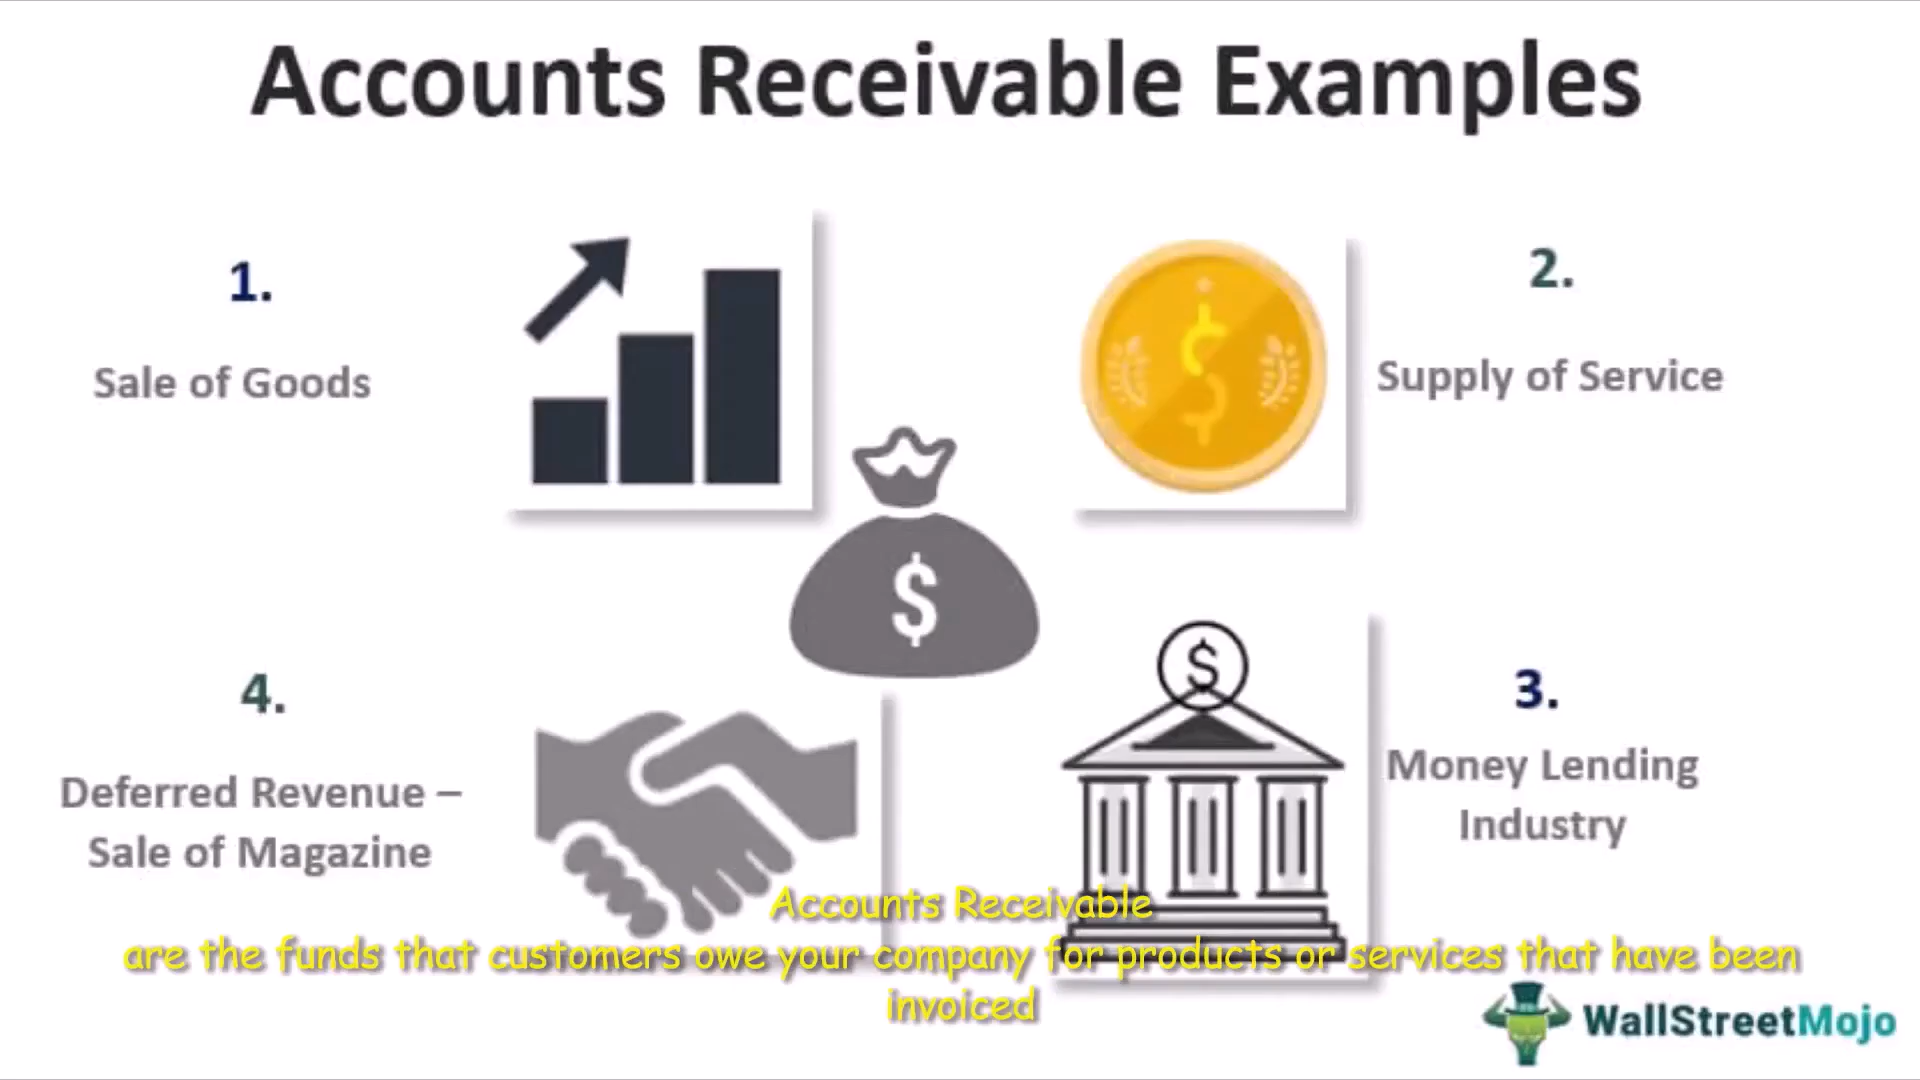 Accounts Receivable Examples
1.
Sale of Goods
2.
Supply of Service
$
$
4.
Deferred Revenue –
Sale of Magazine
3.
Money Lending
Industry
Accounts Receivable
are the funds that customers owe your company for products or services that have been
invoiced
WallStreetMojo